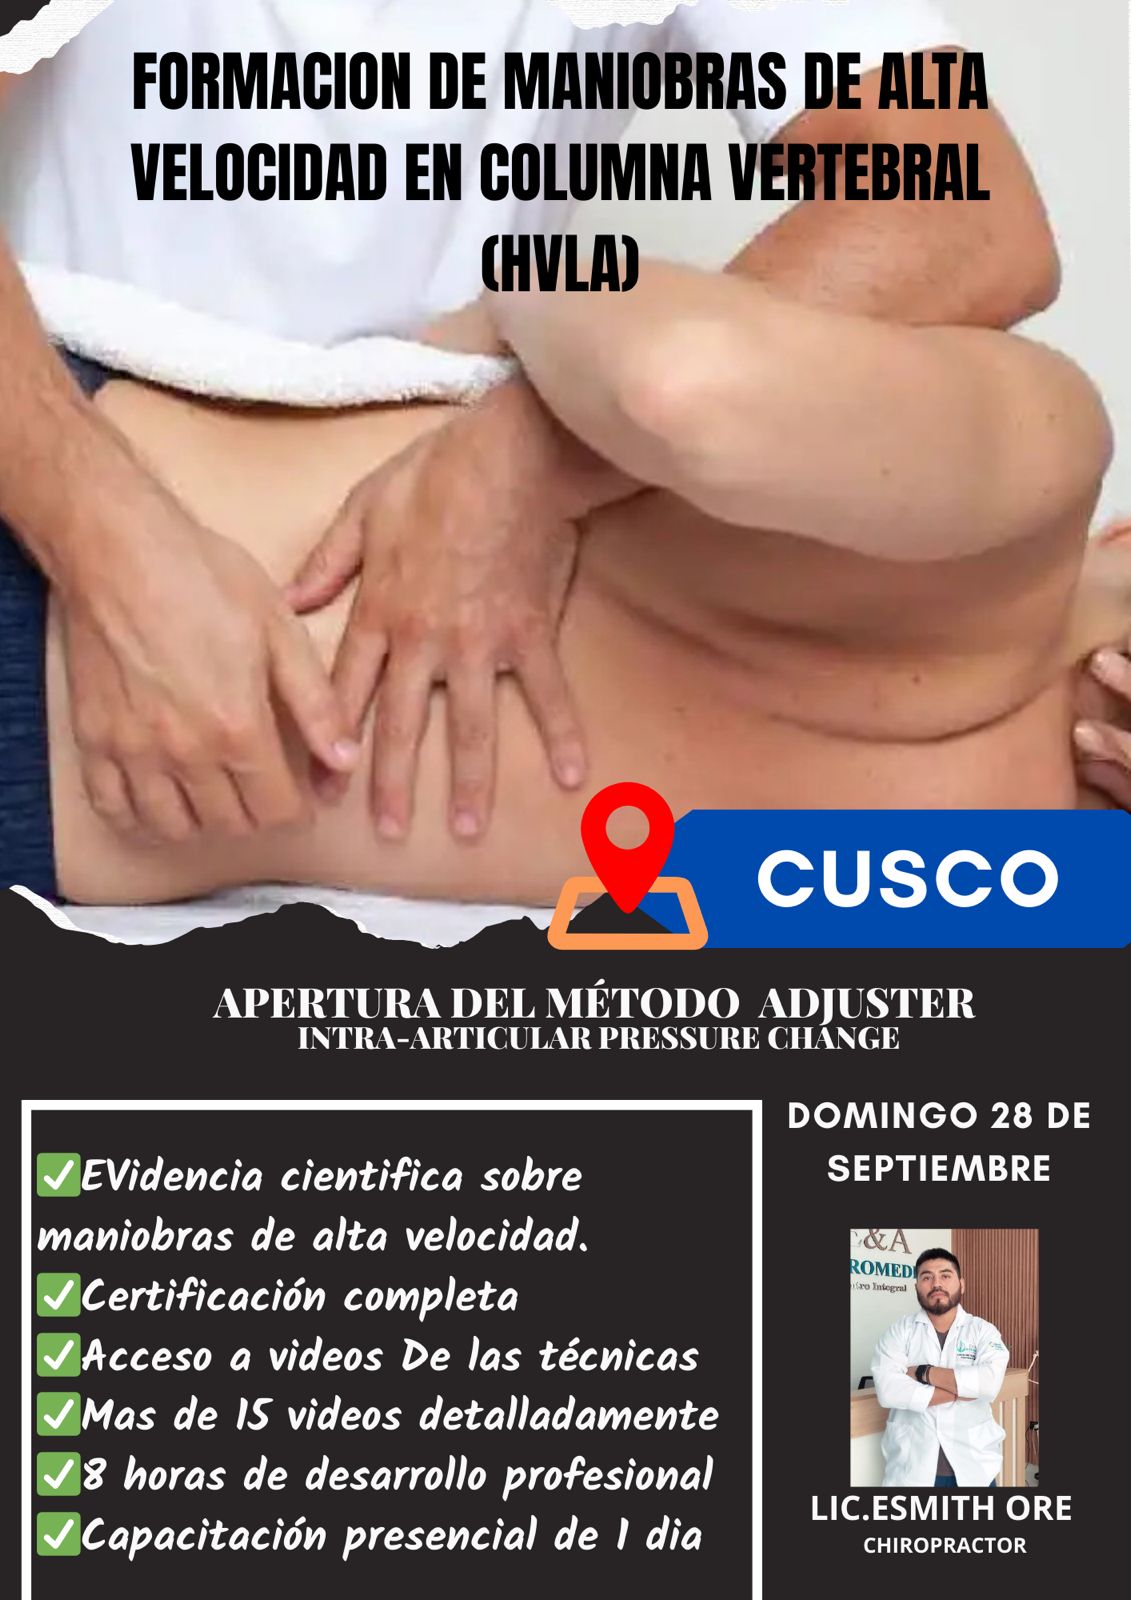 FORMACION DE MANIOBRAS DE ALTA
VELOCIDAD EN COLUMNA VERTEBRAL
(HVLA)
CUSCO
APERTURA DEL MÉTODO ADJUSTER
INTRA-ARTICULAR PRESSURE CHANGE
DOMINGO 28 DE
SEPTIEMBRE
✅EVidencia cientifica sobre
maniobras de alta velocidad.
✅Certificación completa
✅Acceso a videos De las técnicas
✅Mas de 15 videos detalladamente
✅8 horas de desarrollo profesional
✅Capacitación presencial de 1 dia
&A
ROMED
Integral
LIC.ESMITH ORE
CHIROPRACTOR